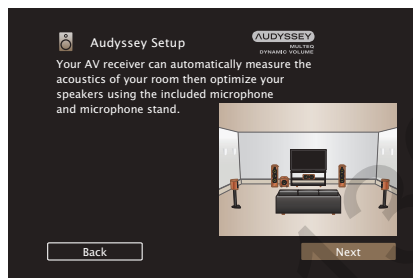 Audyssey Setup
AUDYSSEY
MULTEQ
DYNAMIC VOLUME
Your AV receiver can automatically measure the
acoustics of your room then optimize your
speakers using the included microphone
and microphone stand.
Back
Next